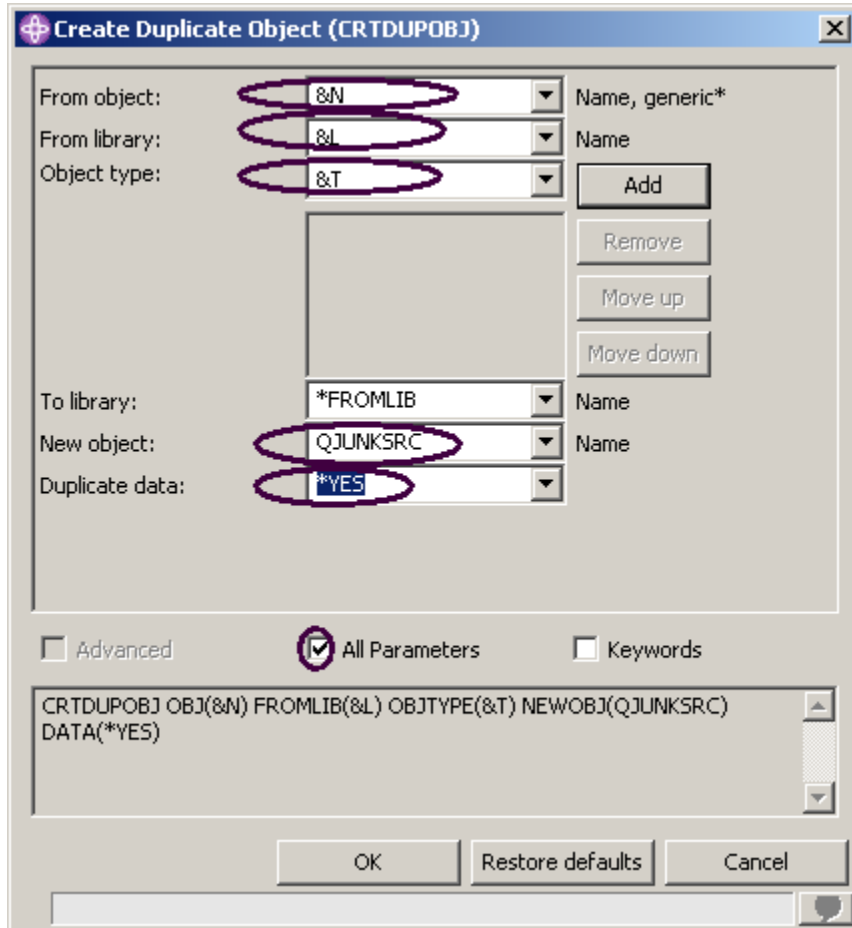 Create Duplicate Object (CRTDUPOBJ)
From object: &N Name, generic*
From library: &L Name
Object type: &T Add
Remove
Move up
Move down
To library: *FROMLIB Name
New object: QJUNKSRC Name
Duplicate data: *YES
Advanced All Parameters Keywords
CRTDUPOBJ OBJ(&N) FROMLIB(&L) OBJTYPE(&T) NEWOBJ(QJUNKSRC)
DATA(*YES)
OK Restore defaults Cancel